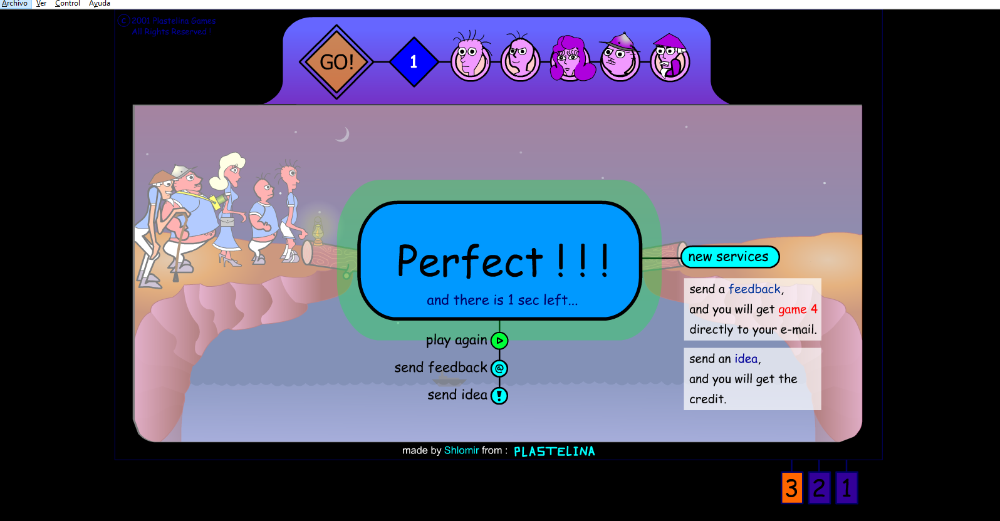 Archivo Ver Control Ayuda
© 2001 Plastelina Games
All Rights Reserved !
GO!
1
Perfect ! ! !
and there is 1 sec left...
new services
send a feedback,
and you will get game 4
directly to your e-mail.
send an idea,
and you will get the
credit.
play again
send feedback
@
send idea
!
made by Shlomir from : PLASTELINA
3 2 1